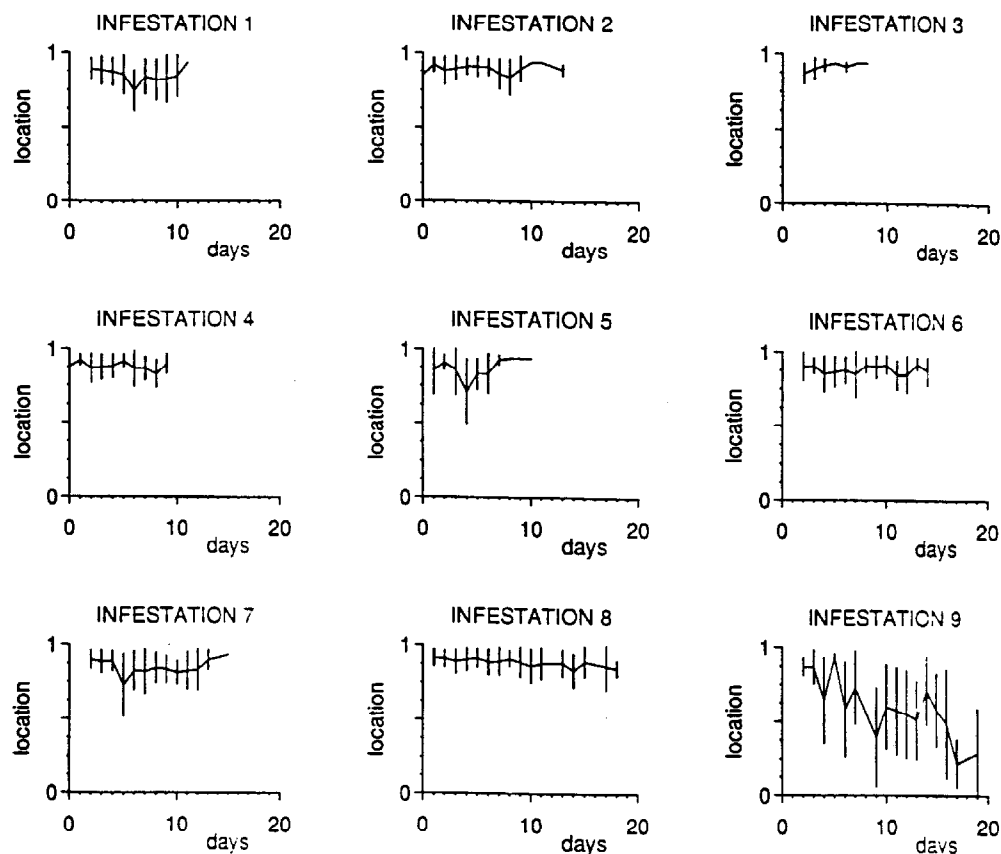 INFESTATION 1
1
location
0
0
10
20
days
INFESTATION 2
1
location
0
0
10
20
days
INFESTATION 3
1
location
0
0
10
20
days
INFESTATION 4
1
location
0
0
10
20
days
INFESTATION 5
1
location
0
0
10
20
days
INFESTATION 6
1
location
0
0
10
20
days
INFESTATION 7
1
location
0
0
10
20
days
INFESTATION 8
1
location
0
0
10
20
days
INFESTATION 9
1
location
0
0
10
20
days